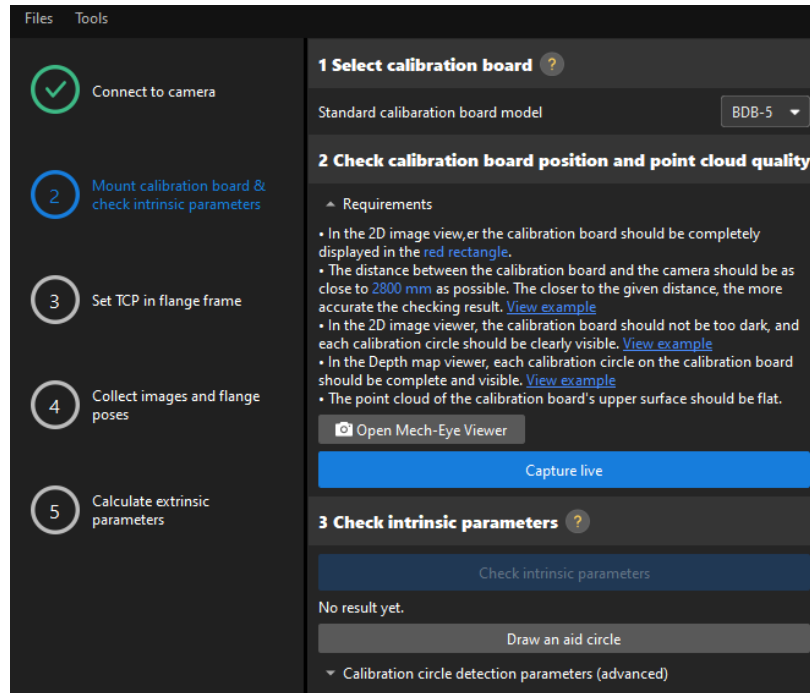 Files Tools
Connect to camera
2 Mount calibration board &
check intrinsic parameters
3 Set TCP in flange frame
4 Collect images and flange
poses
5 Calculate extrinsic
parameters
1 Select calibration board ?
Standard calibaration board model BDB-5
2 Check calibration board position and point cloud quality
Requirements
• In the 2D image view,er the calibration board should be completely
displayed in the red rectangle.
• The distance between the calibration board and the camera should be as
close to 2800 mm as possible. The closer to the given distance, the more
accurate the checking result. View example
• In the 2D image viewer, the calibration board should not be too dark, and
each calibration circle should be clearly visible. View example
• In the Depth map viewer, each calibration circle on the calibration board
should be complete and visible. View example
• The point cloud of the calibration board's upper surface should be flat.
Open Mech-Eye Viewer
Capture live
3 Check intrinsic parameters ?
Check intrinsic parameters
No result yet.
Draw an aid circle
Calibration circle detection parameters (advanced)